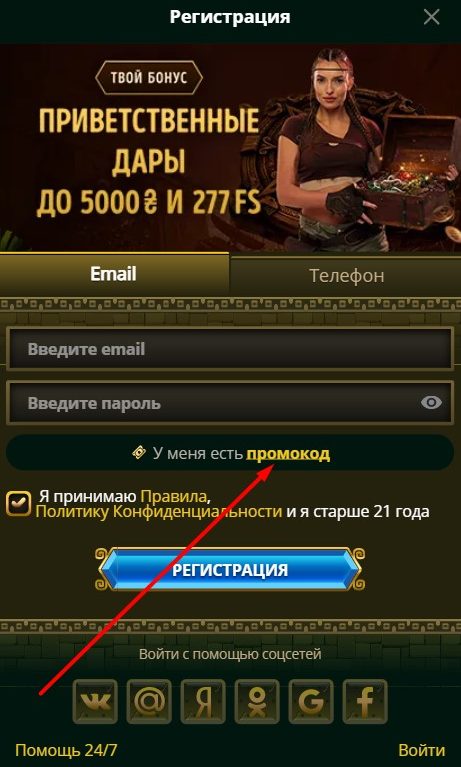 Регистрация
ТВОЙ БОНУС
ПРИВЕТСТВЕННЫЕ
ДАРЫ
ДО 5000 ₴ И 277 FS
Email
Телефон
Введите email
Введите пароль
У меня есть промокод
Я принимаю Правила,
Политику Конфиденциальности и я старше 21 года
РЕГИСТРАЦИЯ
Войти с помощью соцсетей
Помощь 24/7
Войти